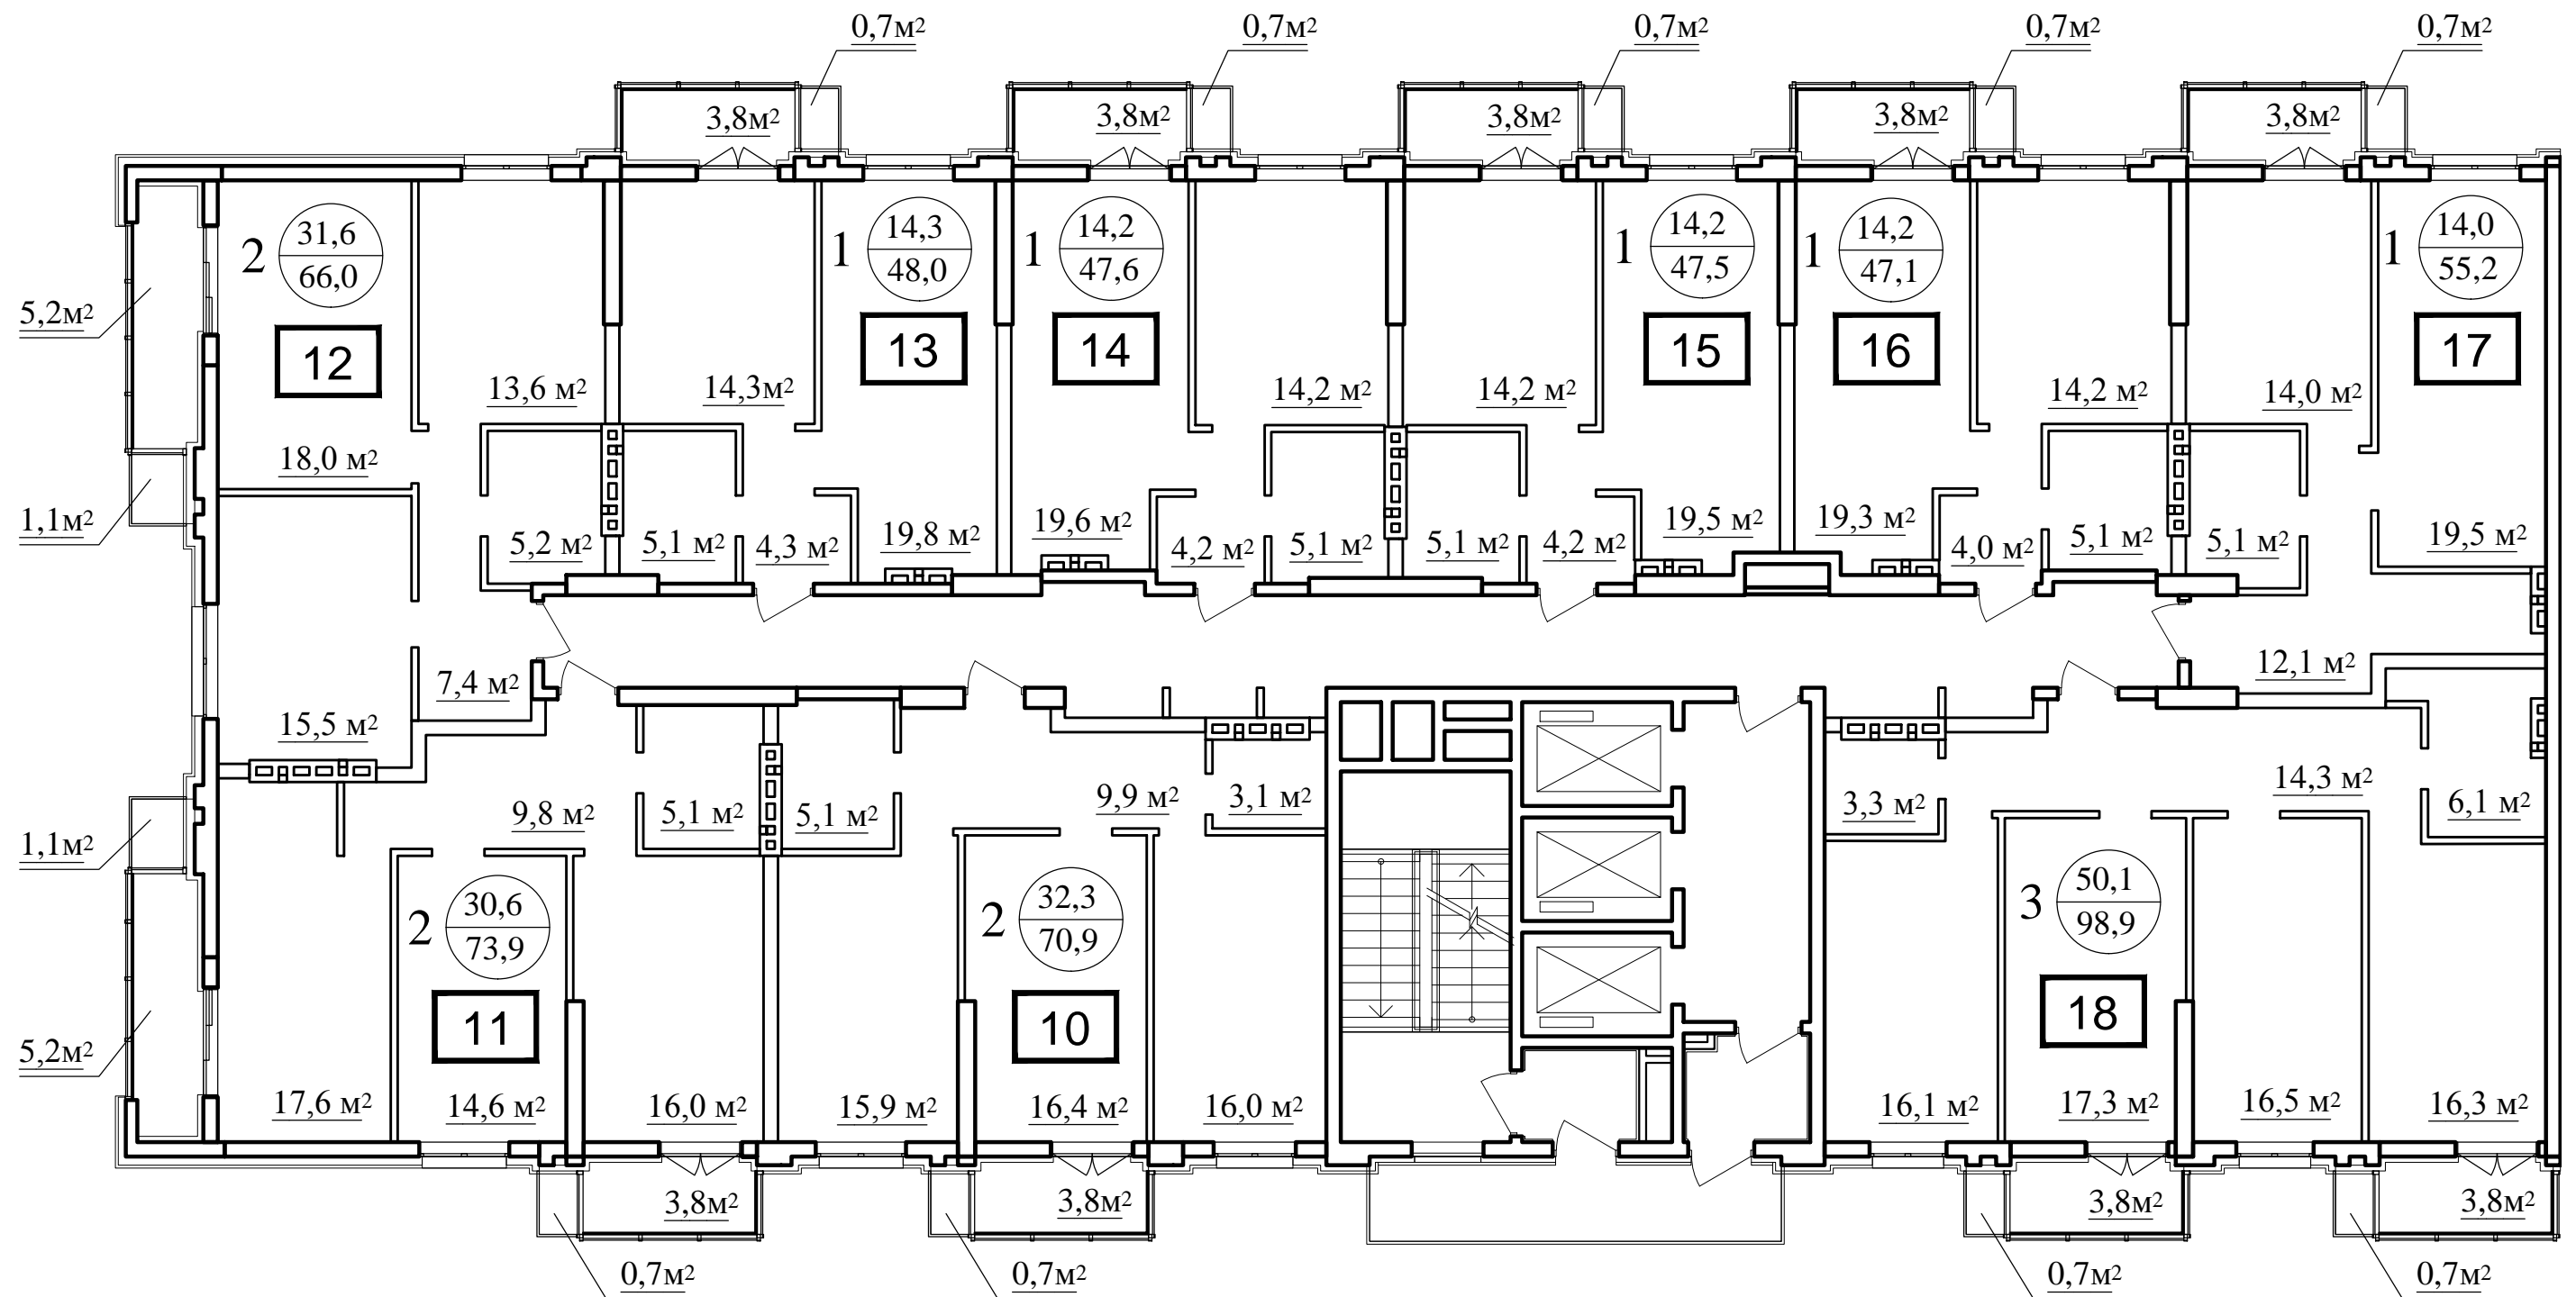 0,7м²
0,7м²
0,7м²
0,7м²
0,7м²
3,8м²
3,8м²
3,8м²
3,8м²
3,8м²
2
31,6
66,0
12
1
14,3
48,0
13
1
14,2
47,6
14
1
14,2
47,5
15
1
14,2
47,1
16
1
14,0
55,2
17
5,2м²
13,6 м²
14,3м²
14,2 м²
14,2 м²
14,2 м²
14,0 м²
18,0 м²
1,1м²
5,2 м²
5,1 м²
4,3 м²
19,8 м²
19,6 м²
4,2 м²
5,1 м²
5,1 м²
4,2 м²
19,5 м²
19,3 м²
4,0 м²
5,1 м²
5,1 м²
19,5 м²
7,4 м²
12,1 м²
15,5 м²
9,8 м²
5,1 м²
5,1 м²
9,9 м²
3,1 м²
3,3 м²
14,3 м²
6,1 м²
1,1м²
2
30,6
73,9
11
2
32,3
70,9
10
3
50,1
98,9
18
5,2м²
17,6 м²
14,6 м²
16,0 м²
15,9 м²
16,4 м²
16,0 м²
16,1 м²
17,3 м²
16,5 м²
16,3 м²
3,8м²
3,8м²
3,8м²
3,8м²
0,7м²
0,7м²
0,7м²
0,7м²